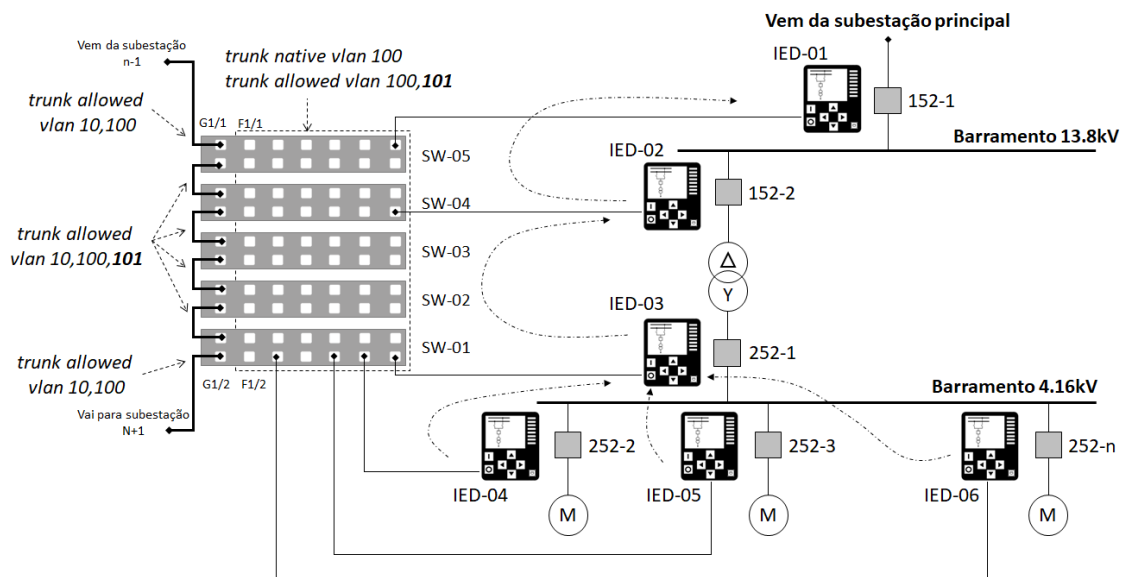 Vem da subestação principal
Vem da subestação
n-1
trunk native vlan 100
trunk allowed vlan 100,101
IED-01
152-1
trunk allowed
vlan 10,100
G1/1
F1/1
SW-05
IED-02
Barramento 13.8kV
152-2
SW-04
trunk allowed
vlan 10,100,101
SW-03
Δ
Y
SW-02
IED-03
SW-01
252-1
trunk allowed
vlan 10,100
G1/2
F1/2
Barramento 4.16kV
Vai para subestação
N+1
252-2
252-3
252-n
IED-04
IED-05
IED-06
M
M
M